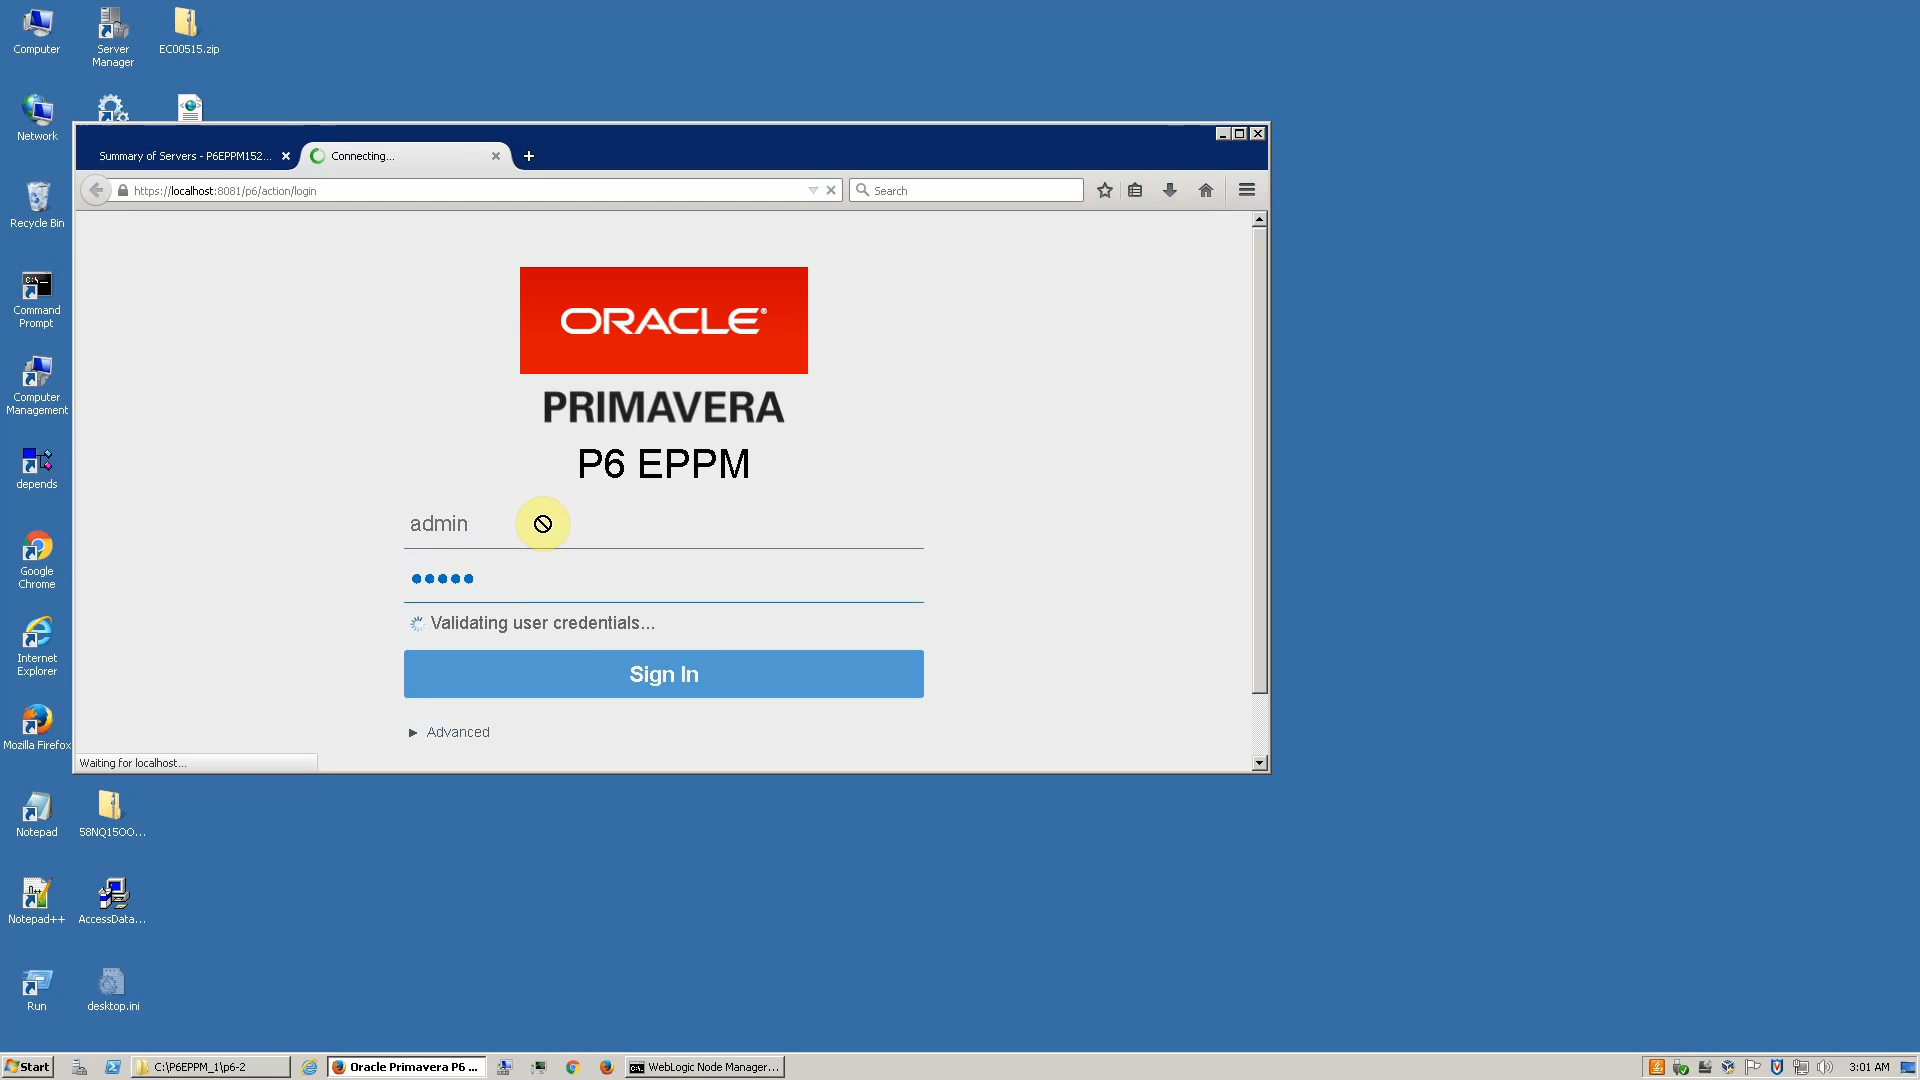 Computer
Server
Manager
EC00515.zip
Network
Recycle Bin
Command
Prompt
Computer
Management
depends
Google
Chrome
Internet
Explorer
Mozilla Firefox
Notepad
58NQ15OO...
Notepad++
AccessData...
Run
desktop.ini
Summary of Servers - P6EPPM152...
Connecting...
https://localhost:8081/p6/action/login
Search
ORACLE®
PRIMAVERA
P6 EPPM
admin
Validating user credentials...
Sign In
Advanced
Waiting for localhost...
Start
C:\P6EPPM_1\p6-2
Oracle Primavera P6 ...
WebLogic Node Manager...
3:01 AM